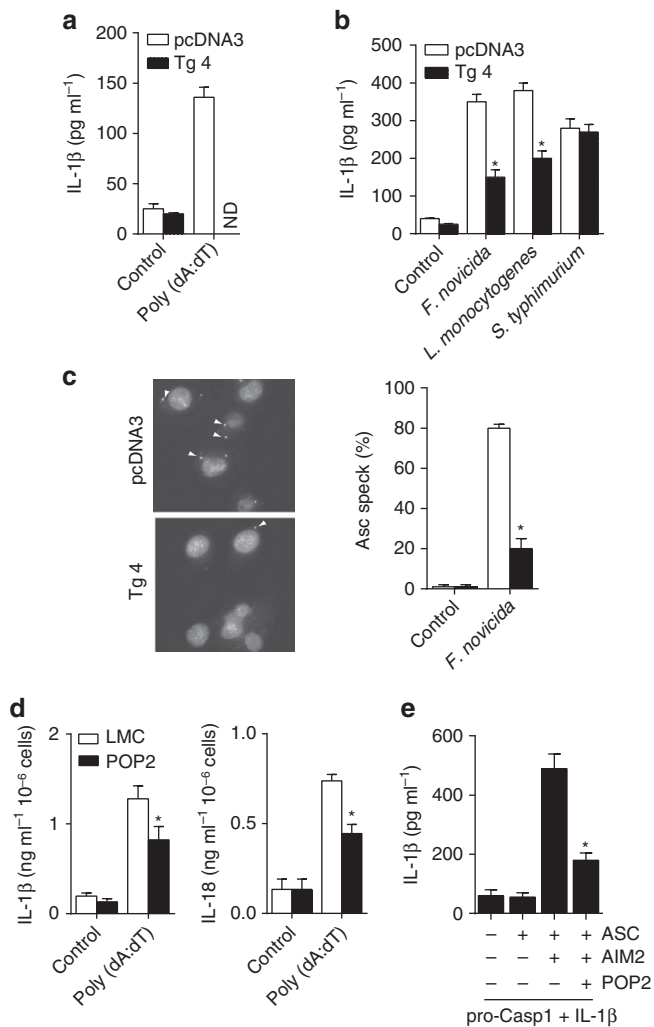 a
pcDNA3
Tg 4
IL-1β (pg ml⁻¹)
200
150
100
50
0
ND
Control
Poly (dA:dT)
b
pcDNA3
Tg 4
IL-1β (pg ml⁻¹)
500
400
300
200
100
0
*
*
Control
F. novicida
L. monocytogenes
S. typhimurium
c
pcDNA3
Tg 4
Asc speck (%)
100
80
60
40
20
0
*
Control
F. novicida
d
LMC
POP2
IL-1β (ng ml⁻¹ 10⁻⁶ cells)
2
1
0
*
Control
Poly (dA:dT)
IL-18 (ng ml⁻¹ 10⁻⁶ cells)
1.0
0.5
0.0
*
Control
Poly (dA:dT)
e
IL-1β (pg ml⁻¹)
600
400
200
0
*
– + + + ASC
– – + + AIM2
– – – + POP2
pro-Casp1 + IL-1β